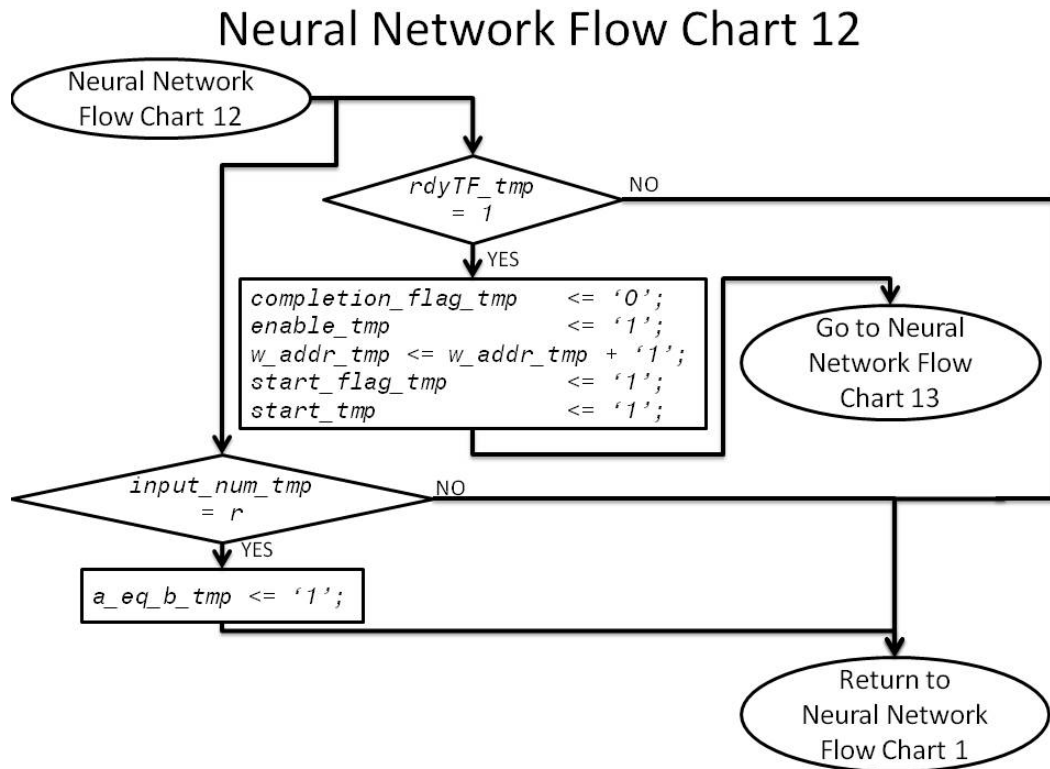 Neural Network Flow Chart 12
Neural Network
Flow Chart 12
rdyTF_tmp
= 1
NO
YES
completion_flag_tmp <= ‘0’;
enable_tmp <= ‘1’;
w_addr_tmp <= w_addr_tmp + ‘1’;
start_flag_tmp <= ‘1’;
start_tmp <= ‘1’;
Go to Neural
Network Flow
Chart 13
input_num_tmp
= r
NO
YES
a_eq_b_tmp <= ‘1’;
Return to
Neural Network
Flow Chart 1